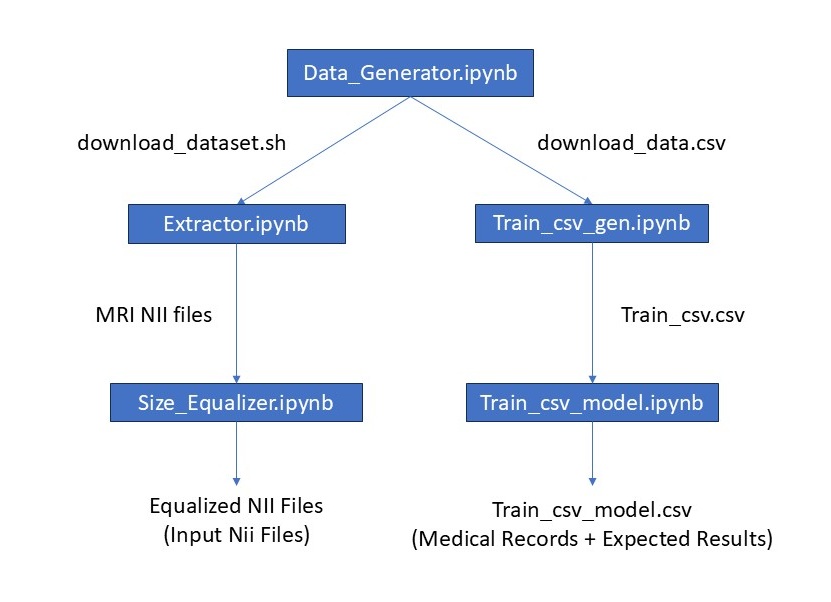 Data_Generator.ipynb
download_dataset.sh
download_data.csv
Extractor.ipynb
Train_csv_gen.ipynb
MRI NII files
Train_csv.csv
Size_Equalizer.ipynb
Train_csv_model.ipynb
Equalized NII Files
(Input Nii Files)
Train_csv_model.csv
(Medical Records + Expected Results)